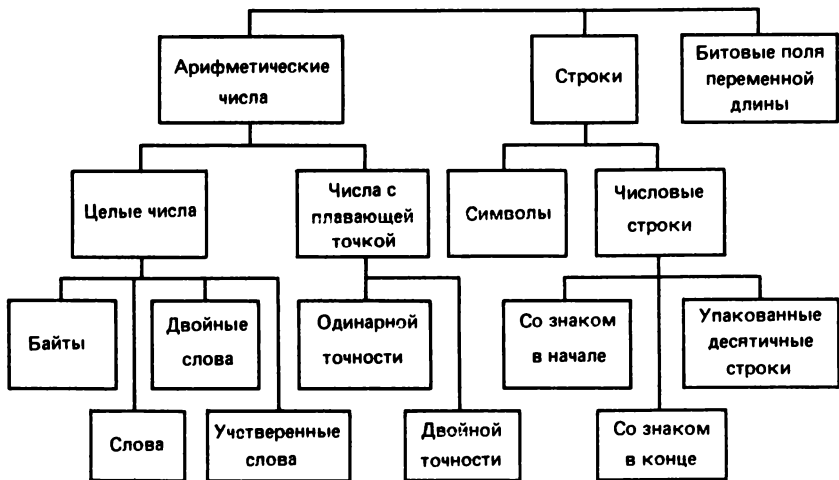 Арифметические
числа
Строки
Битовые поля
переменной
длины
Целые числа
Числа с
плавающей
точкой
Символы
Числовые
строки
Байты
Двойные
слова
Одинарной
точности
Со знаком
в начале
Упакованные
десятичные
строки
Слова
Учстверенные
слова
Двойной
точности
Со знаком
в конце